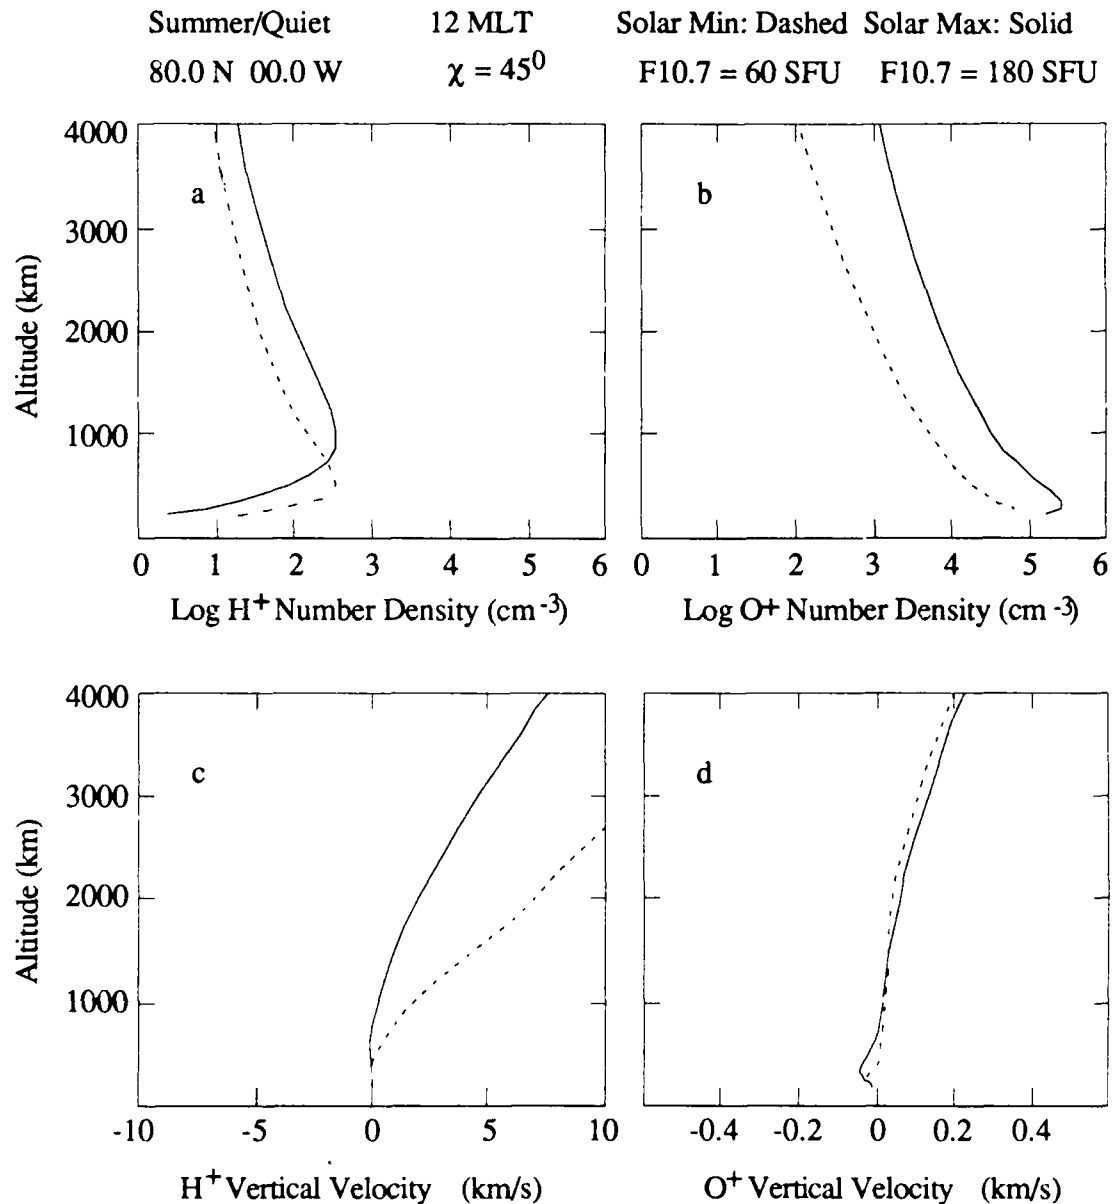 Summer/Quiet 12 MLT Solar Min: Dashed Solar Max: Solid
80.0 N 00.0 W χ = 45⁰ F10.7 = 60 SFU F10.7 = 180 SFU
4000
3000
2000
1000
Altitude (km)
a
0 1 2 3 4 5 6
Log H⁺ Number Density (cm⁻³)
b
0 1 2 3 4 5 6
Log O⁺ Number Density (cm⁻³)
4000
3000
2000
1000
Altitude (km)
c
-10 -5 0 5 10
H⁺ Vertical Velocity (km/s)
d
-0.4 -0.2 0 0.2 0.4
O⁺ Vertical Velocity (km/s)